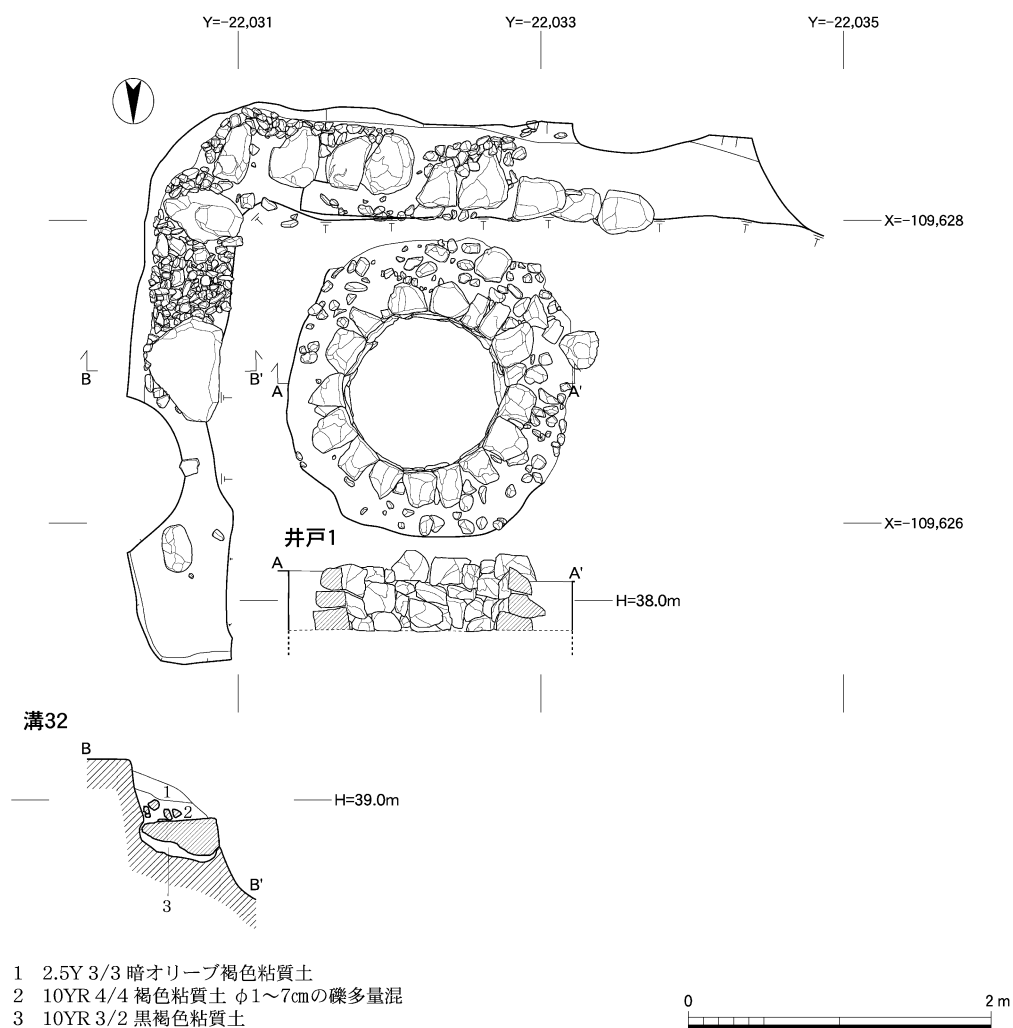 Y=-22,031
Y=-22,033
Y=-22,035
X=-109,628
B
B'
A
A'
X=-109,626
井戸1
A
A'
H=38.0m
溝32
B
1
H=39.0m
2
B'
3
1 2.5Y 3/3 暗オリーブ褐色粘質土
2 10YR 4/4 褐色粘質土 φ1～7㎝の礫多量混
3 10YR 3/2 黒褐色粘質土
0
2 m